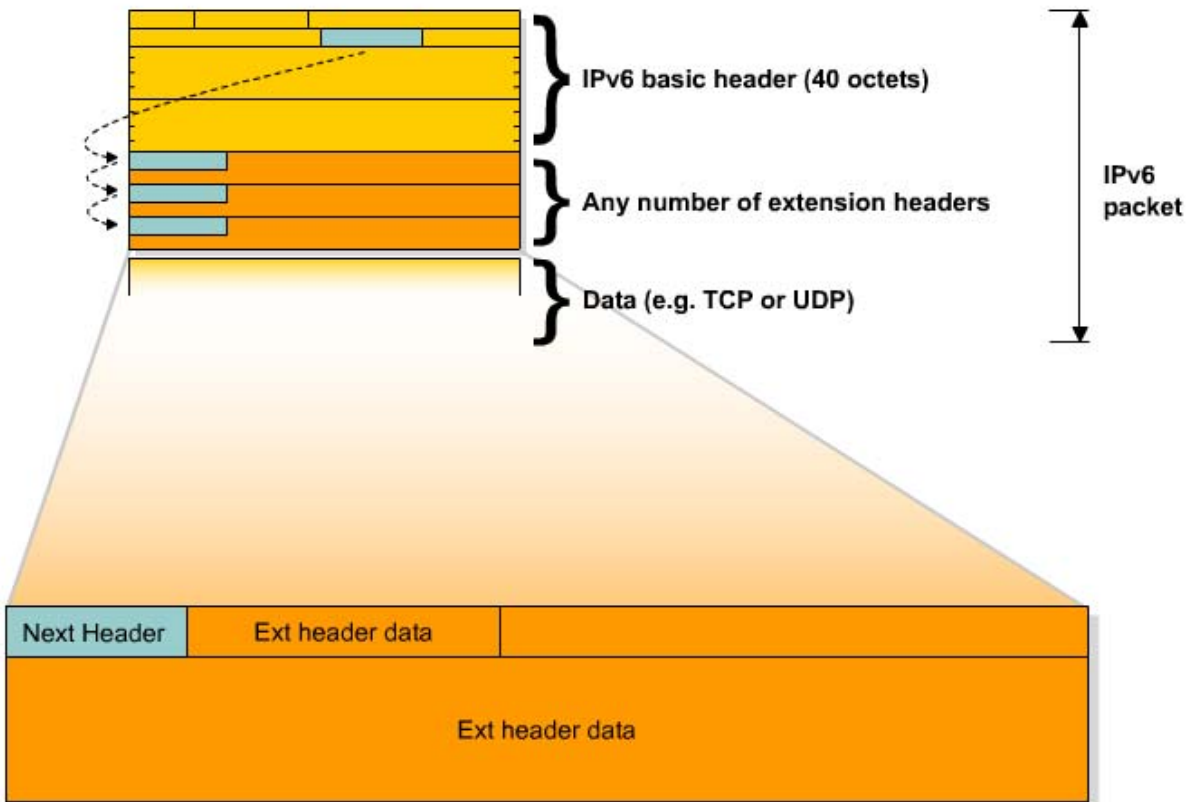 IPv6 basic header (40 octets)
Any number of extension headers
IPv6
packet
Data (e.g. TCP or UDP)
Next Header
Ext header data
Ext header data